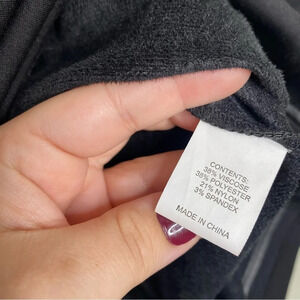 CONTENTS:
38% VISCOSE
38% POLYESTER
21% NYLON
3% SPANDEX
MADE IN CHINA